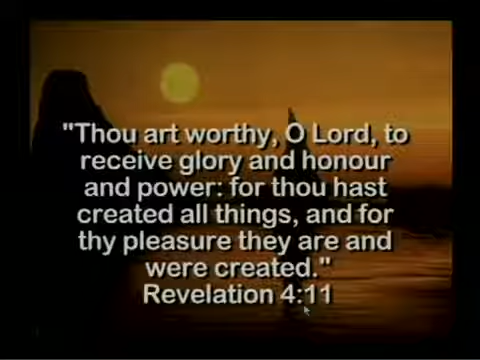 "Thou art worthy, O Lord, to
receive glory and honour
and power: for thou hast
created all things, and for
thy pleasure they are and
were created."
Revelation 4:11